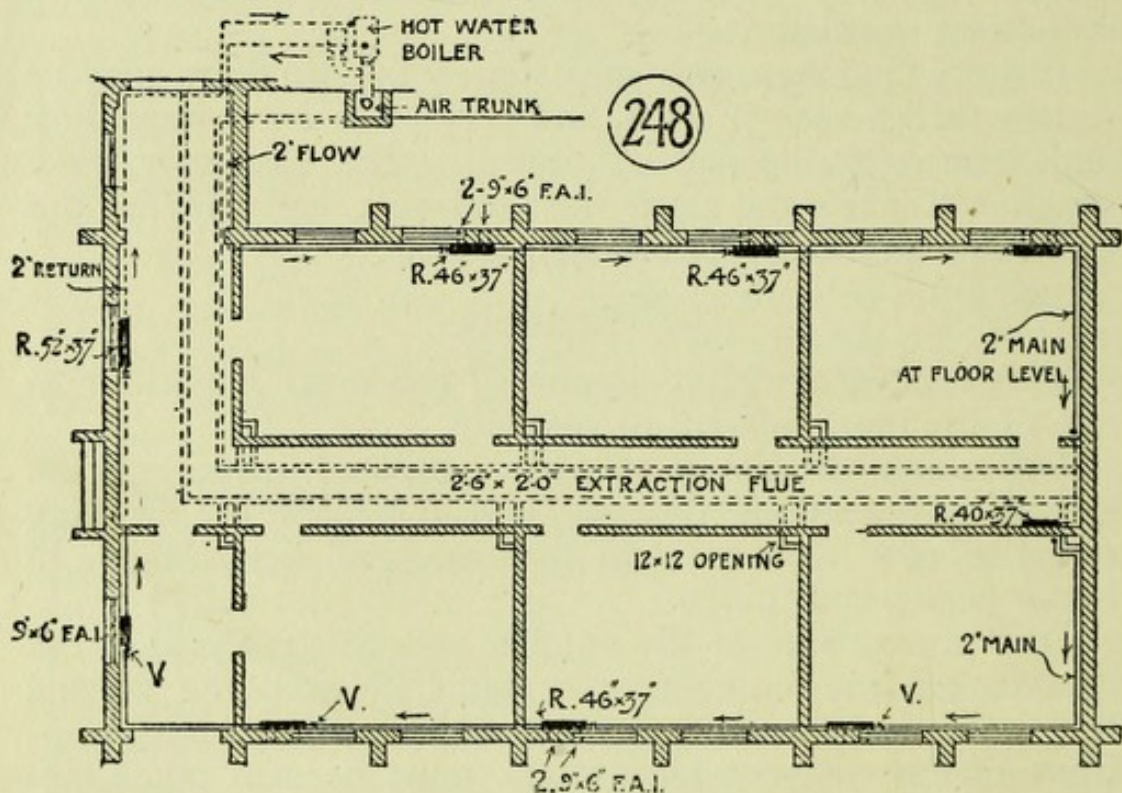 HOT WATER
BOILER
AIR TRUNK
248
2" FLOW
2-9"×6" F.A.I.
2" RETURN
R.46"×37"
R.46"×37"
R.52"×37"
2" MAIN
AT FLOOR LEVEL
2'-6" × 2'-0" EXTRACTION FLUE
R.40×37"
12×12 OPENING
9"×6" F.A.I.
V
2" MAIN
V.
R.46"×37"
V.
2.9"×6" F.A.I.